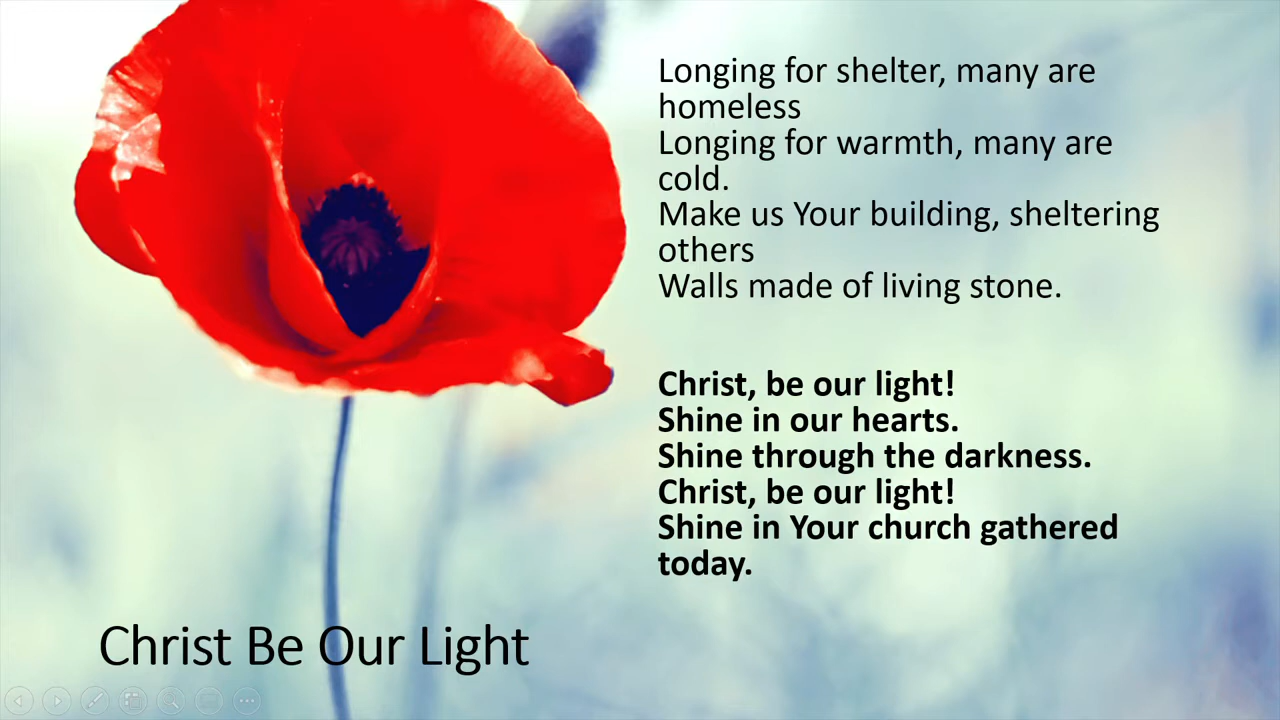 Longing for shelter, many are
homeless
Longing for warmth, many are
cold.
Make us Your building, sheltering
others
Walls made of living stone.
Christ, be our light!
Shine in our hearts.
Shine through the darkness.
Christ, be our light!
Shine in Your church gathered
today.
Christ Be Our Light